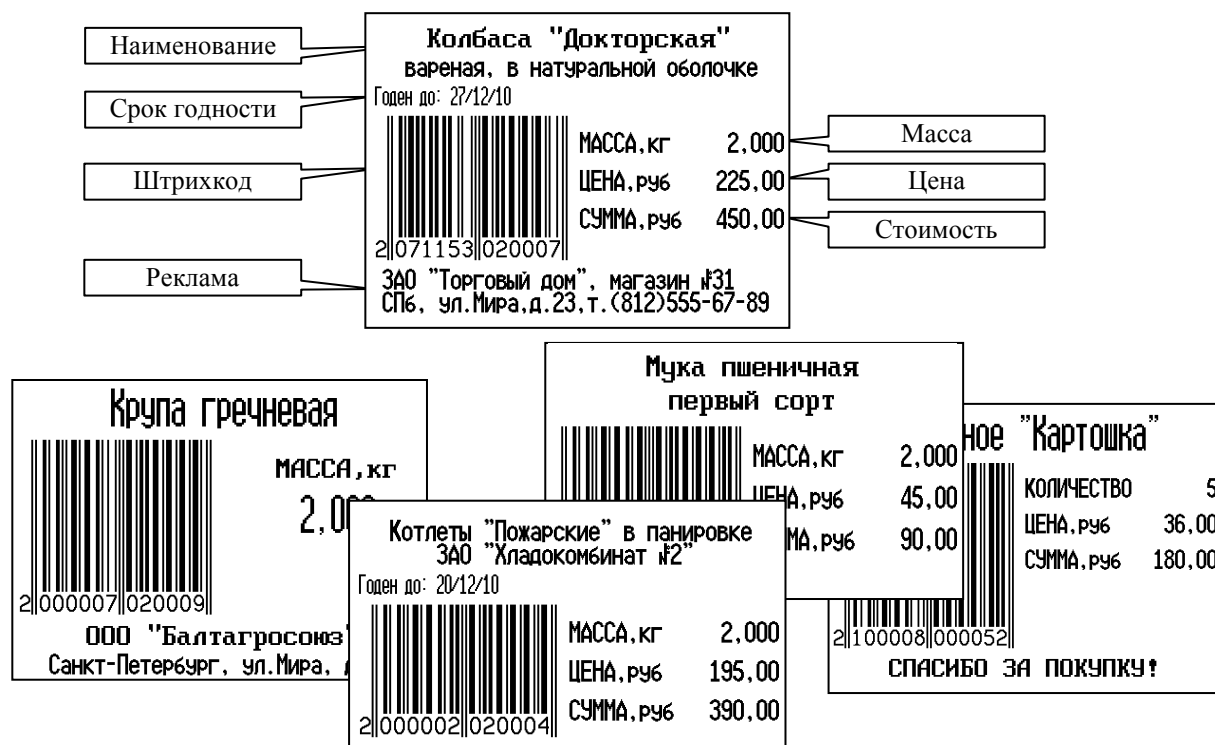 Наименование
Срок годности
Штрихкод
Реклама
Колбаса "Докторская"
вареная, в натуральной оболочке
Годен до: 27/12/10
МАССА,кг 2,000
ЦЕНА,руб 225,00
СУММА,руб 450,00
2 071153 020007
ЗАО "Торговый дом", магазин №31
СПб, ул.Мира,д.23,т.(812)555-67-89
Масса
Цена
Стоимость
Крупа гречневая
МАССА,кг
2,0
2 000007 020009
ООО "Балтагросоюз"
Санкт-Петербург, ул.Мира,
Мука пшеничная
первый сорт
МАССА,кг 2,000
ЦЕНА,руб 45,00
МА,руб 90,00
Котлеты "Пожарские" в панировке
ЗАО "Хладокомбинат №2"
Годен до: 20/12/10
МАССА,кг 2,000
ЦЕНА,руб 195,00
СУММА,руб 390,00
2 000002 020004
ное "Картошка"
КОЛИЧЕСТВО 5
ЦЕНА,руб 36,00
СУММА,руб 180,00
2 100008 000052
СПАСИБО ЗА ПОКУПКУ!